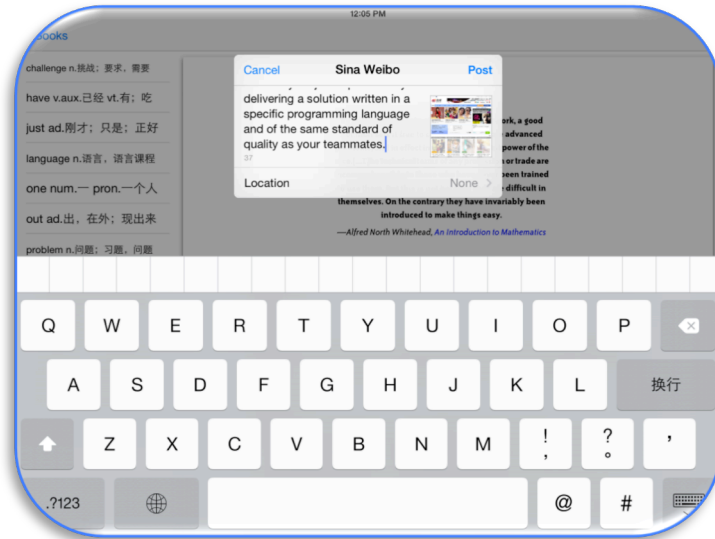 12:05 PM
ooks
challenge n.挑战；要求，需要
have v.aux.已经 vt.有；吃
just ad.刚才；只是；正好
language n.语言，语言课程
one num.一 pron.一个人
out ad.出，在外；现出来
problem n.问题；习题，问题
Cancel Sina Weibo Post
delivering a solution written in a
specific programming language
and of the same standard of
quality as your teammates.
37
Location None >
ork, a good
advanced
power of the
or trade are
been trained
difficult in
themselves. On the contrary they have invariably been
introduced to make things easy.
—Alfred North Whitehead, An Introduction to Mathematics
Q W E R T Y U I O P
A S D F G H J K L 换行
Z X C V B N M ! , ? 。 ’
.?123 @ #